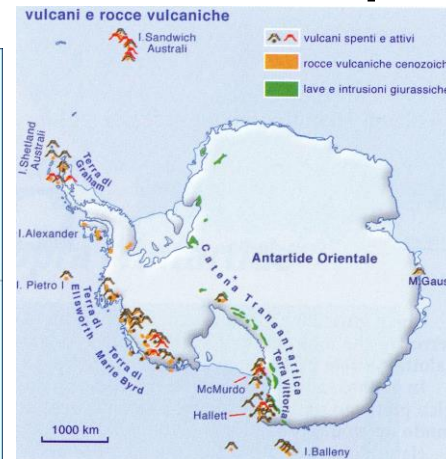 vulcani e rocce vulcaniche
I.Sandwich
Australi
vulcani spenti e attivi
rocce vulcaniche cenozoich
lave e intrusioni giurassiche
I.Shetland
Australi
Terra di
Graham
I.Alexander
Antartide Orientale
M.Gaus
I. Pietro I
Terra di
Ellsworth
Catena Transantartica
Terra di
Marie Byrd
Terra Vittoria
McMurdo
Hallett
1000 km
I.Balleny